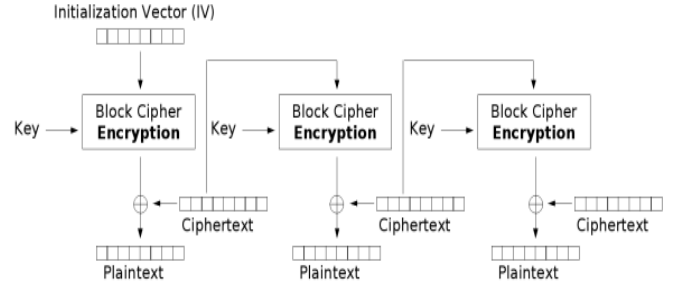 Initialization Vector (IV)
Key
Block Cipher
Encryption
Key
Block Cipher
Encryption
Key
Block Cipher
Encryption
Ciphertext
Ciphertext
Ciphertext
Plaintext
Plaintext
Plaintext